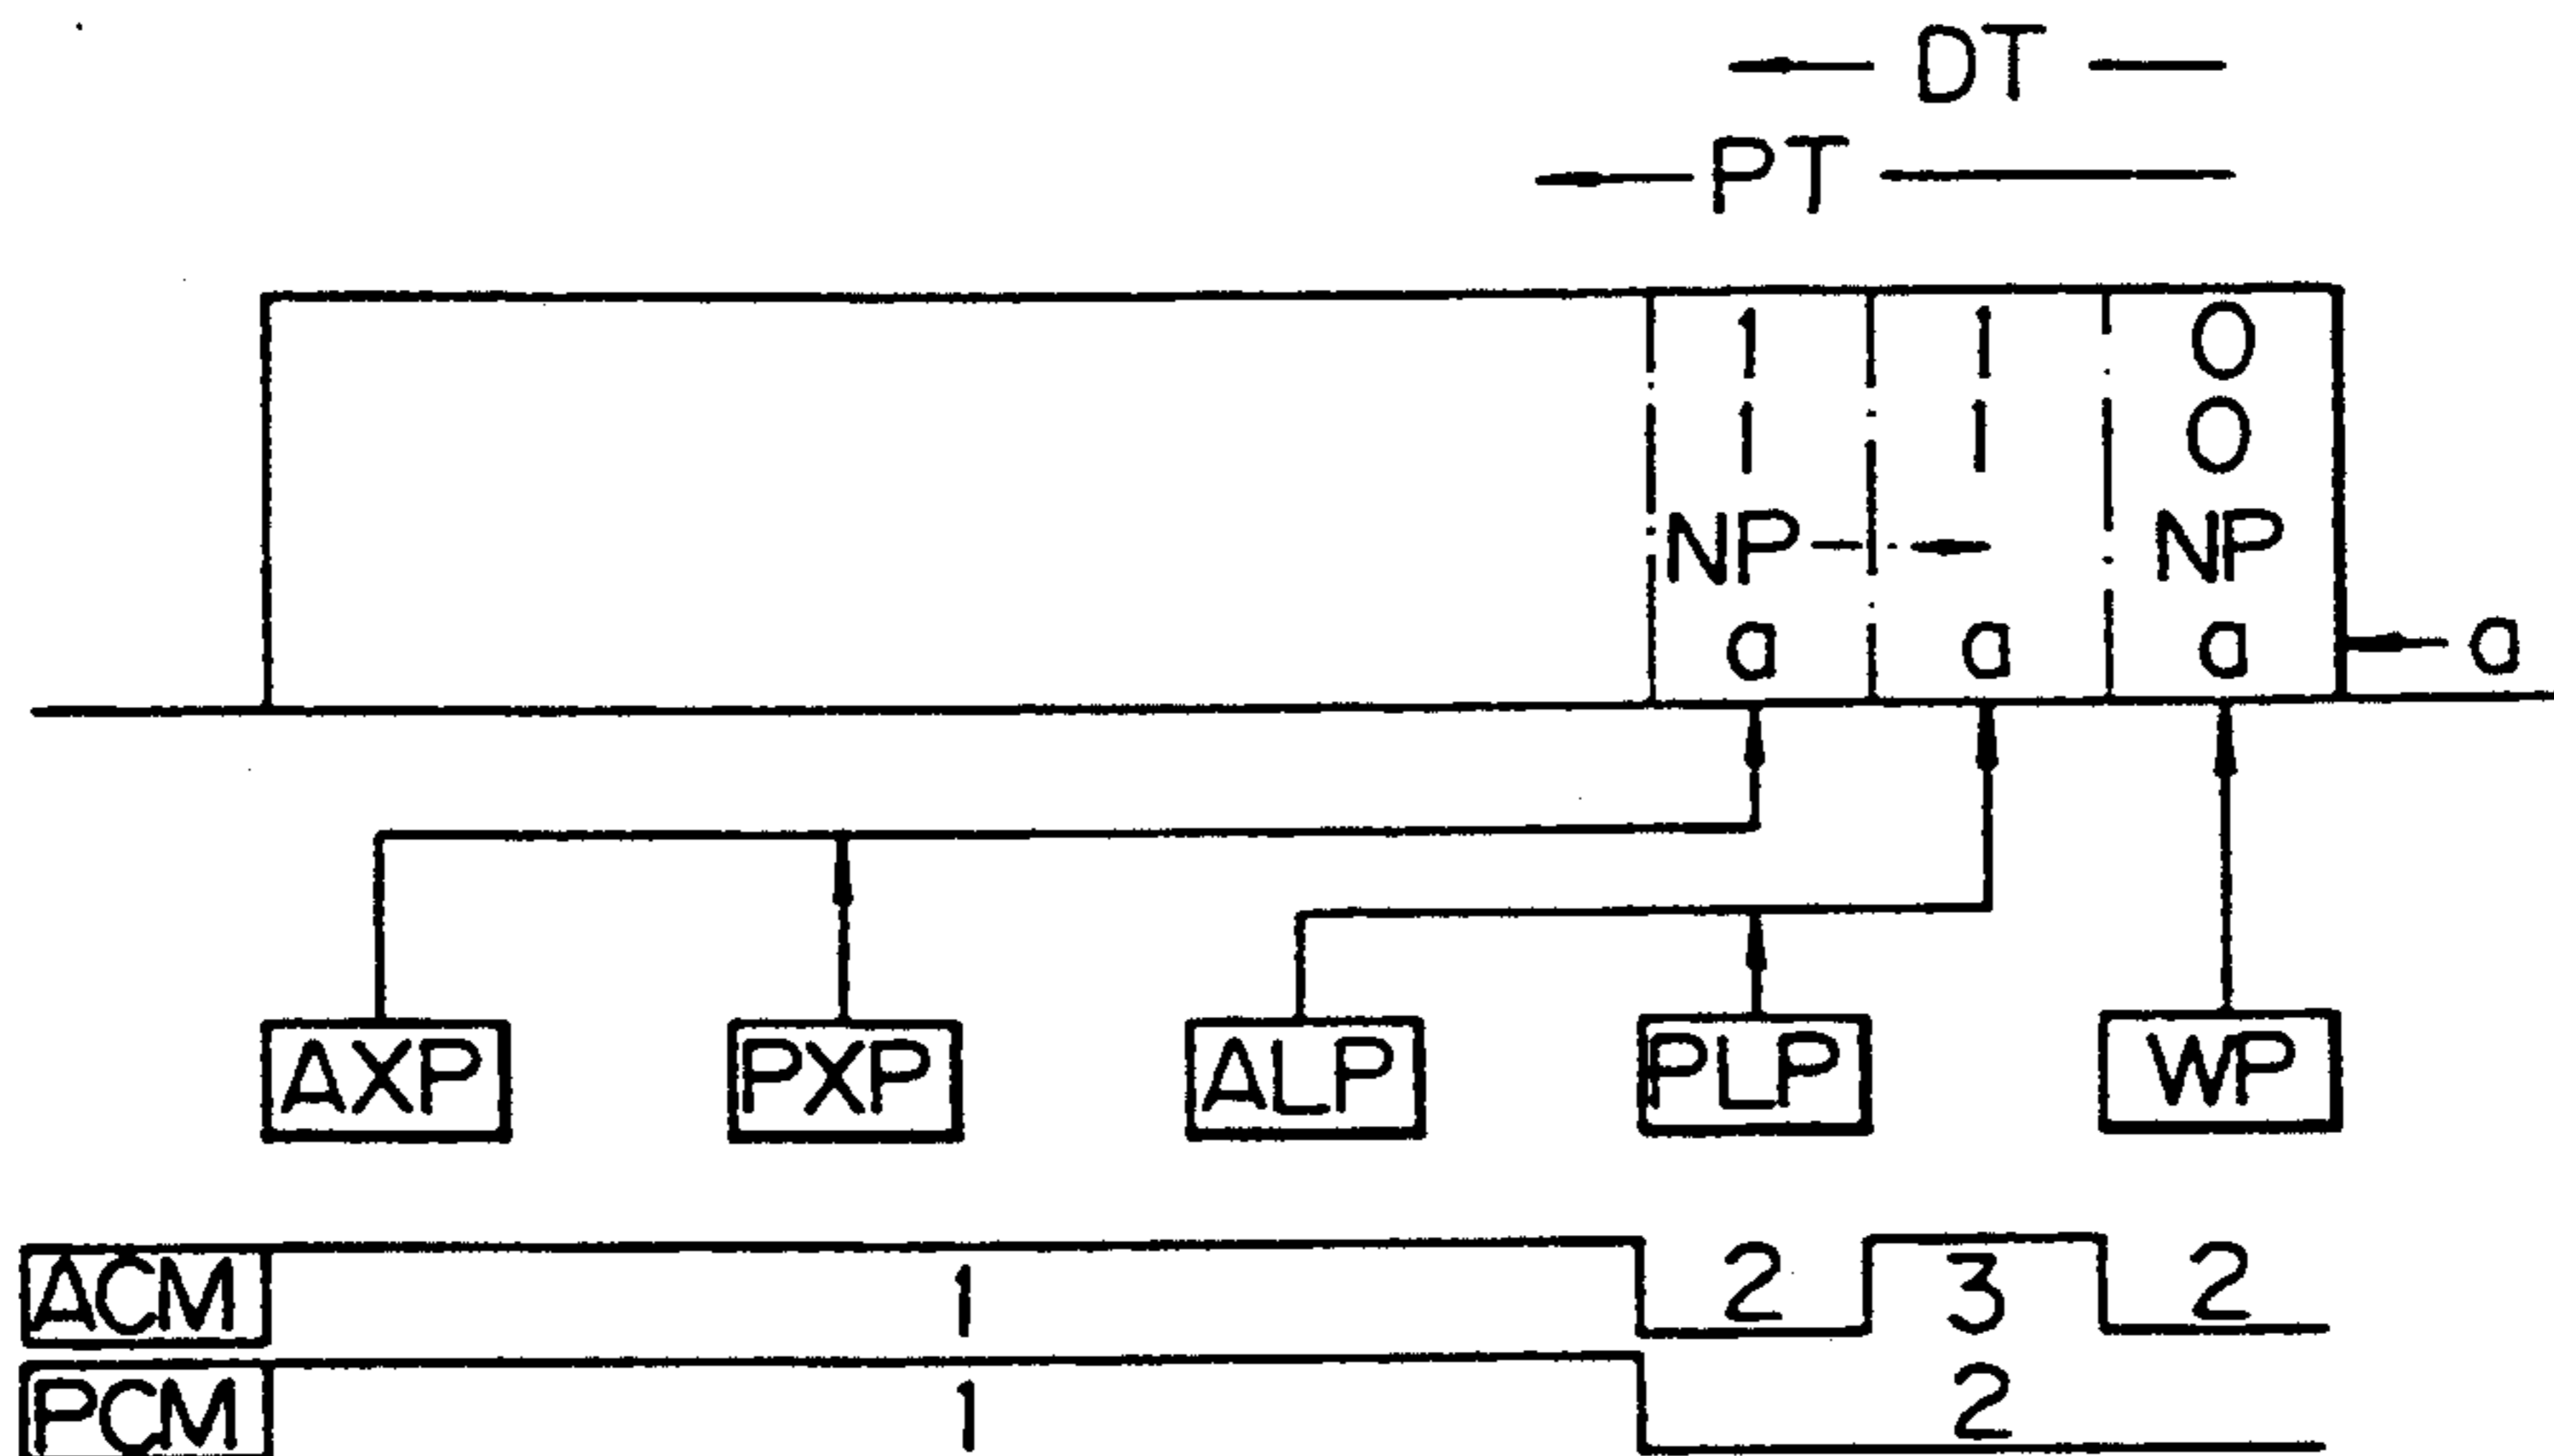 DT
PT
1 1 0
1 1 0
NP NP
a a a a
AXP PXP ALP PLP WP
ACM 1 2 3 2
PCM 1 2